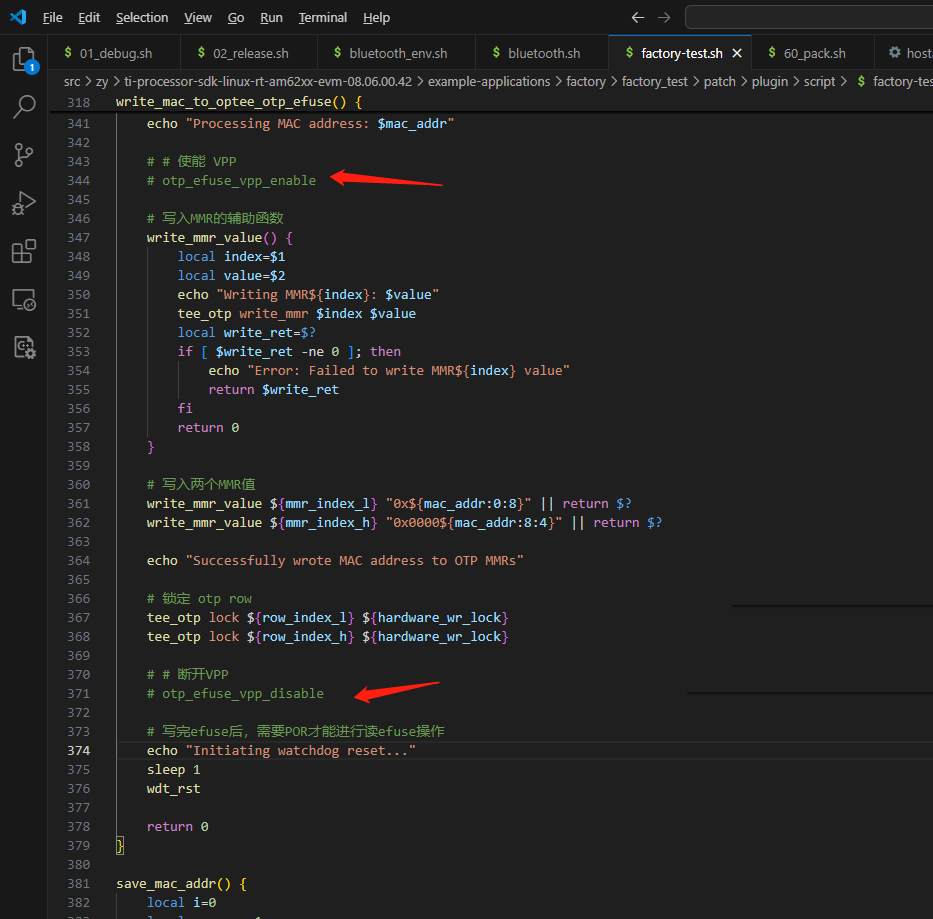 File Edit Selection View Go Run Terminal Help
$ 01_debug.sh $ 02_release.sh $ bluetooth_env.sh $ bluetooth.sh $ factory-test.sh × $ 60_pack.sh host
src > zy > ti-processor-sdk-linux-rt-am62xx-evm-08.06.00.42 > example-applications > factory > factory_test > patch > plugin > script > $ factory-tes
1
318 write_mac_to_optee_otp_efuse() {
341 echo "Processing MAC address: $mac_addr"
342
343 # # 使能 VPP
344 # otp_efuse_vpp_enable
345
346 # 写入MMR的辅助函数
347 write_mmr_value() {
348 local index=$1
349 local value=$2
350 echo "Writing MMR${index}: $value"
351 tee_otp write_mmr $index $value
352 local write_ret=$?
353 if [ $write_ret -ne 0 ]; then
354 echo "Error: Failed to write MMR${index} value"
355 return $write_ret
356 fi
357 return 0
358 }
359
360 # 写入两个MMR值
361 write_mmr_value ${mmr_index_l} "0x${mac_addr:0:8}" || return $?
362 write_mmr_value ${mmr_index_h} "0x0000${mac_addr:8:4}" || return $?
363
364 echo "Successfully wrote MAC address to OTP MMRs"
365
366 # 锁定 otp row
367 tee_otp lock ${row_index_l} ${hardware_wr_lock}
368 tee_otp lock ${row_index_h} ${hardware_wr_lock}
369
370 # # 断开VPP
371 # otp_efuse_vpp_disable
372
373 # 写完efuse后，需要POR才能进行读efuse操作
374 echo "Initiating watchdog reset..."
375 sleep 1
376 wdt_rst
377
378 return 0
379 }
380
381 save_mac_addr() {
382 local i=0